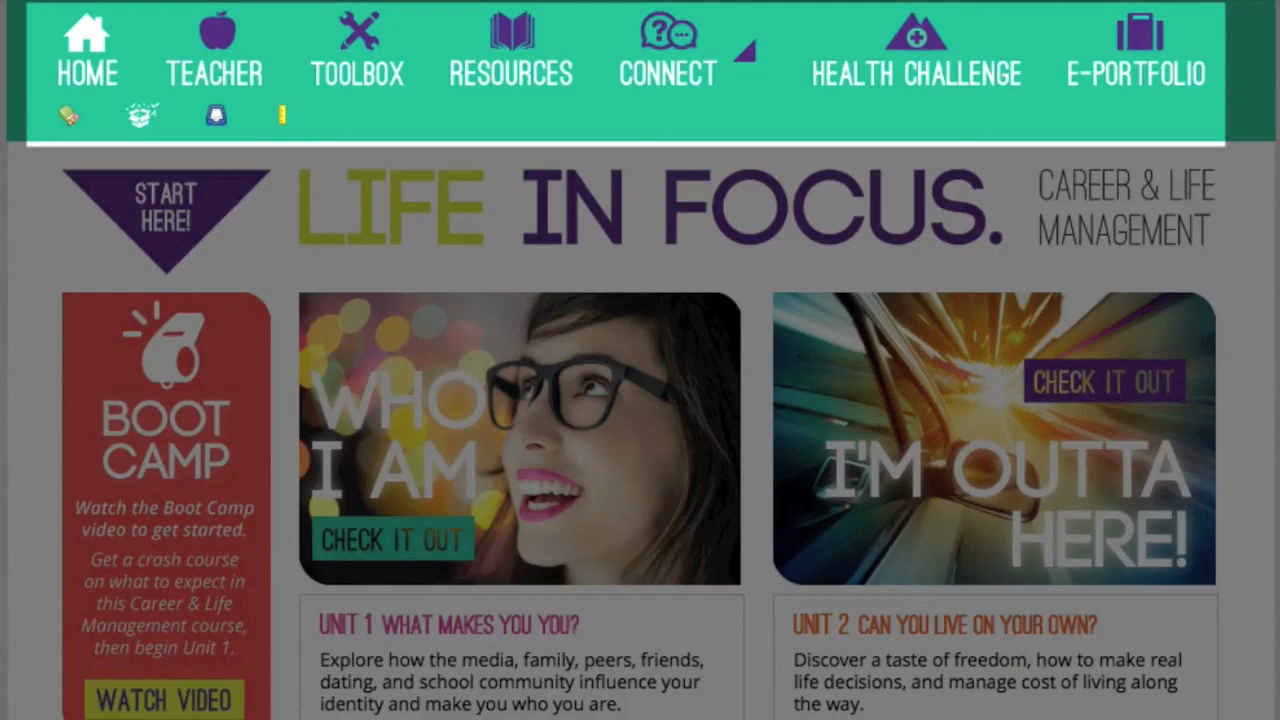 HOME TEACHER TOOLBOX RESOURCES CONNECT HEALTH CHALLENGE E-PORTFOLIO
START
HERE!
LIFE IN FOCUS.
CAREER & LIFE
MANAGEMENT
BOOT
CAMP
Watch the Boot Camp
video to get started.
Get a crash course
on what to expect in
this Career & Life
Management course,
then begin Unit 1.
WATCH VIDEO
WHO
I AM
CHECK IT OUT
UNIT 1 WHAT MAKES YOU YOU?
Explore how the media, family, peers, friends,
dating, and school community influence your
identity and make you who you are.
CHECK IT OUT
I'M OUTTA
HERE!
UNIT 2 CAN YOU LIVE ON YOUR OWN?
Discover a taste of freedom, how to make real
life decisions, and manage cost of living along
the way.